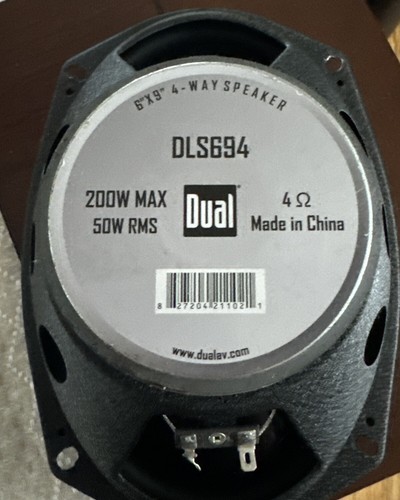 6"X9" 4-WAY SPEAKER
DLS694
200W MAX
50W RMS
Dual
4 Ω
Made in China
8 27204 21102 1
www.dualav.com